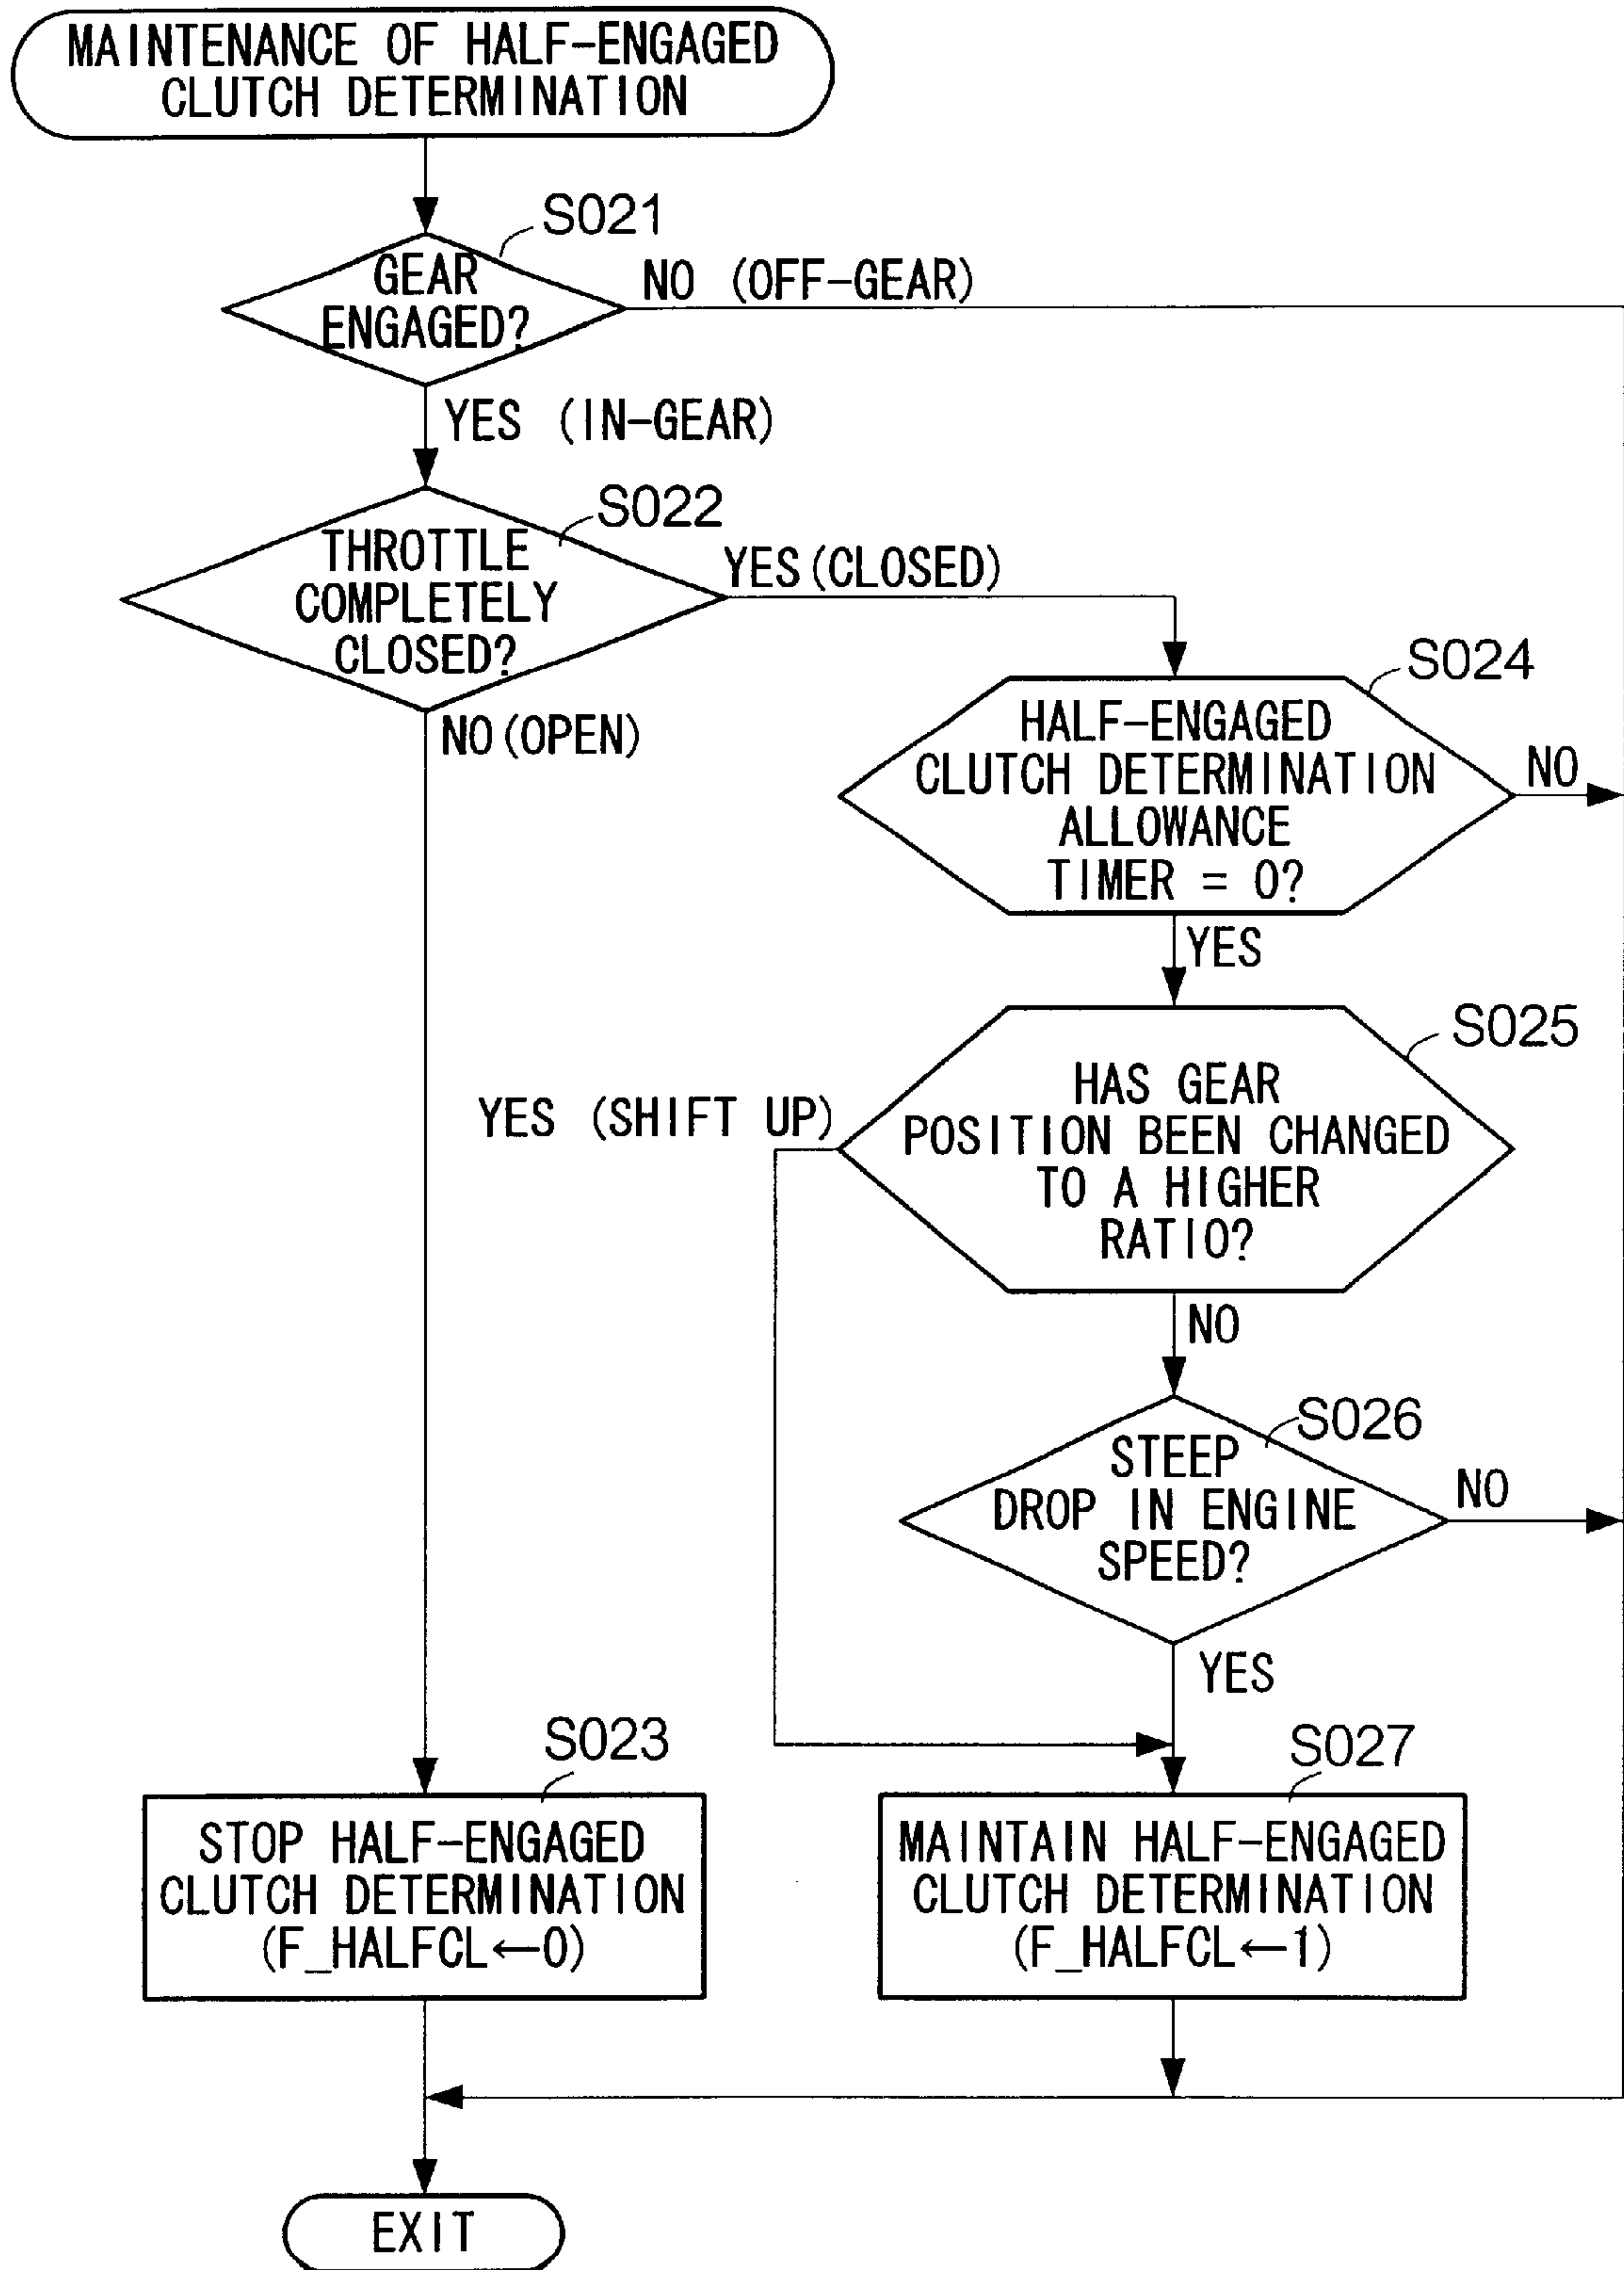 MAINTENANCE OF HALF-ENGAGED
CLUTCH DETERMINATION
S021
GEAR
ENGAGED?
NO (OFF-GEAR)
YES (IN-GEAR)
S022
THROTTLE
COMPLETELY
CLOSED?
YES(CLOSED)
NO(OPEN)
S024
HALF-ENGAGED
CLUTCH DETERMINATION
ALLOWANCE
TIMER = 0?
NO
YES
S025
HAS GEAR
POSITION BEEN CHANGED
TO A HIGHER
RATIO?
YES (SHIFT UP)
NO
S026
STEEP
DROP IN ENGINE
SPEED?
NO
YES
S023
STOP HALF-ENGAGED
CLUTCH DETERMINATION
(F_HALFCL←0)
S027
MAINTAIN HALF-ENGAGED
CLUTCH DETERMINATION
(F_HALFCL←1)
EXIT